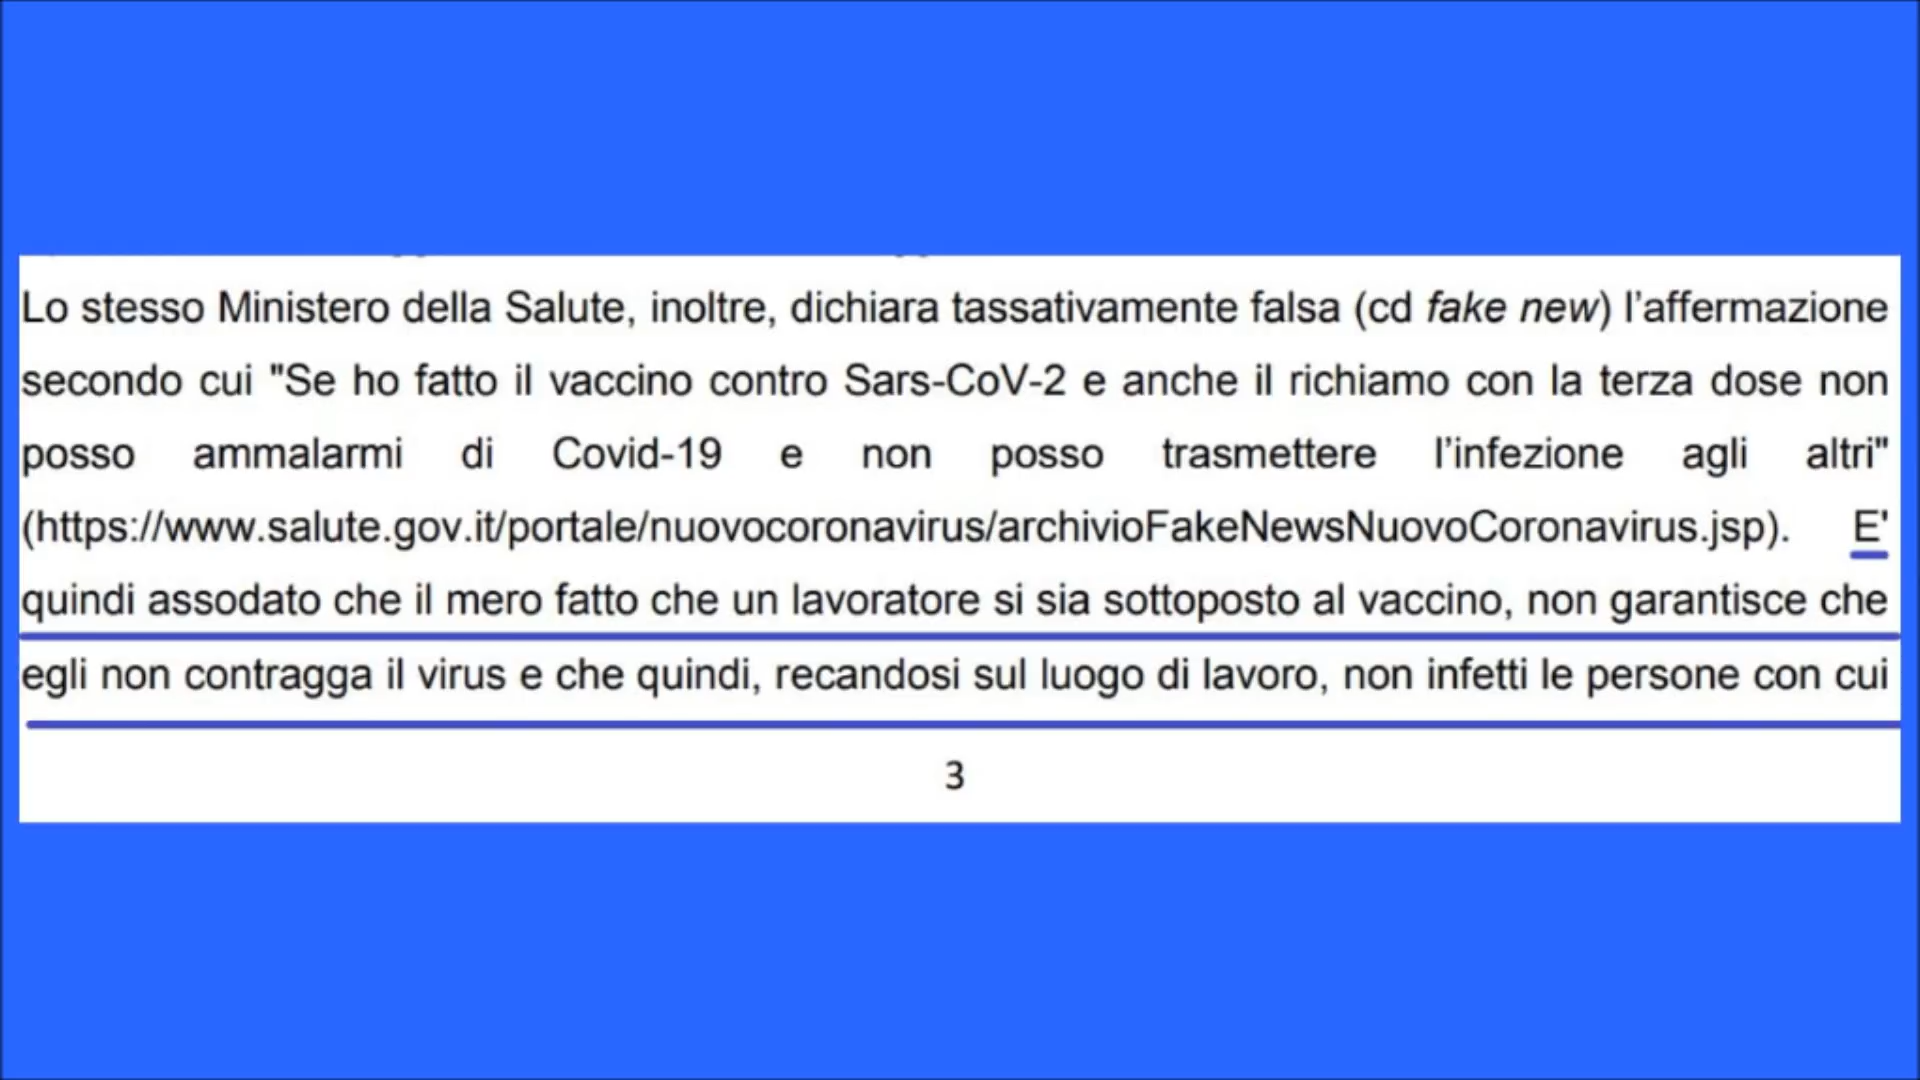 Lo stesso Ministero della Salute, inoltre, dichiara tassativamente falsa (cd fake new) l’affermazione
secondo cui "Se ho fatto il vaccino contro Sars-CoV-2 e anche il richiamo con la terza dose non
posso ammalarmi di Covid-19 e non posso trasmettere l’infezione agli altri"
(https://www.salute.gov.it/portale/nuovocoronavirus/archivioFakeNewsNuovoCoronavirus.jsp). E'
quindi assodato che il mero fatto che un lavoratore si sia sottoposto al vaccino, non garantisce che
egli non contragga il virus e che quindi, recandosi sul luogo di lavoro, non infetti le persone con cui
3